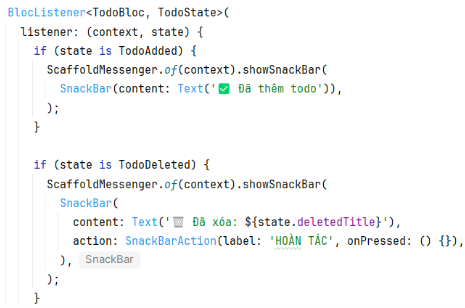 BlocListener<TodoBloc, TodoState>(
  listener: (context, state) {
    if (state is TodoAdded) {
      ScaffoldMessenger.of(context).showSnackBar(
        SnackBar(content: Text('✅ Đã thêm todo')),
      );
    }

    if (state is TodoDeleted) {
      ScaffoldMessenger.of(context).showSnackBar(
        SnackBar(
          content: Text('🗑️ Đã xóa: ${state.deletedTitle}'),
          action: SnackBarAction(label: 'HOÀN TÁC', onPressed: () {}),
        ), SnackBar
      );
    }